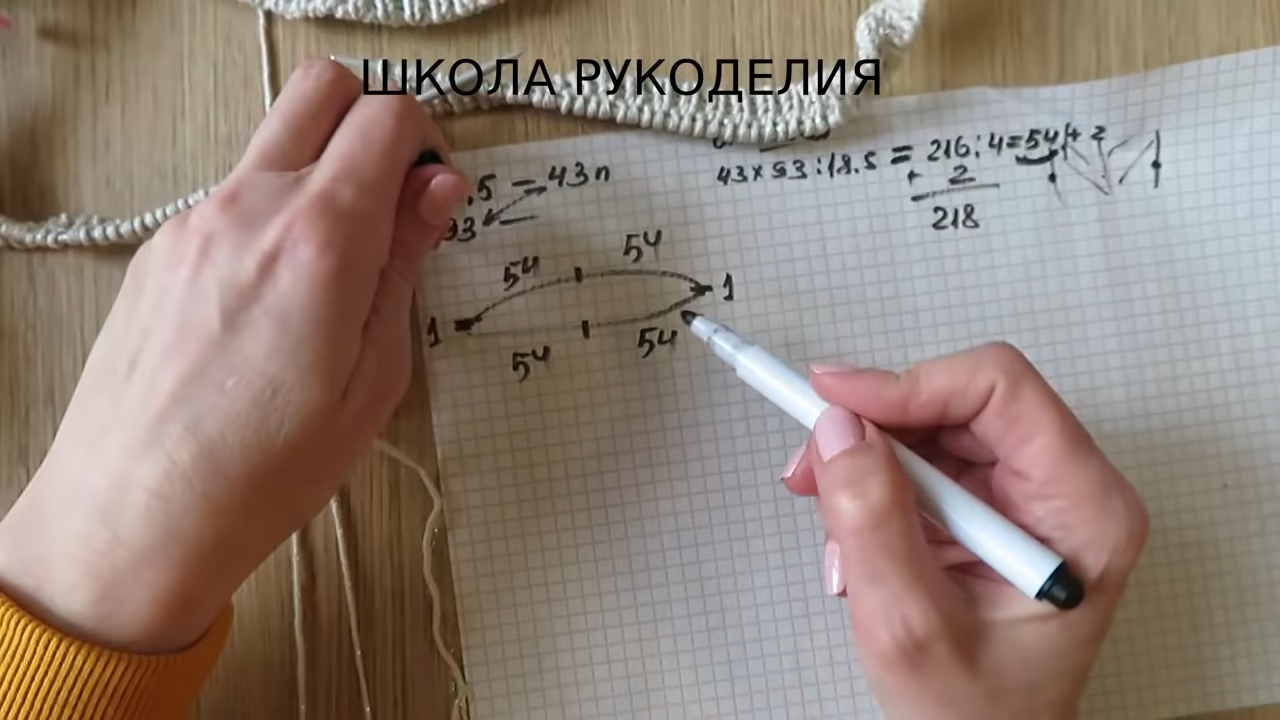 ШКОЛА РУКОДЕЛИЯ
.5 = 43п
93
43 × 93 : 18.5 = 216 : 4 = 54 + 2
+ 2
218
54 54
1 1
54 54